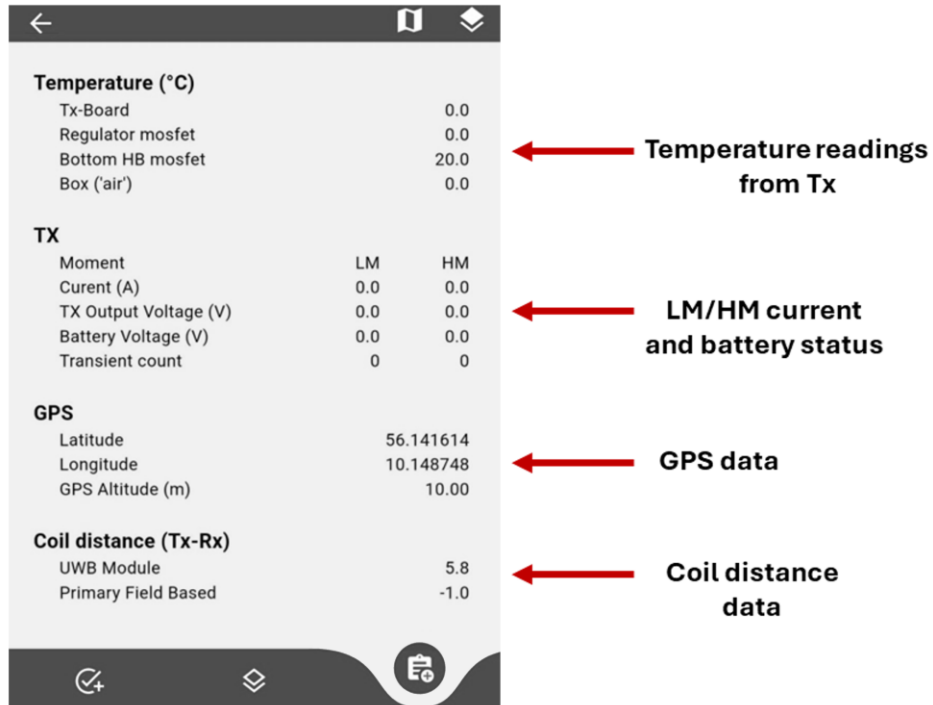 Temperature (°C)
Tx-Board 0.0
Regulator mosfet 0.0
Bottom HB mosfet 20.0
Box ('air') 0.0
Temperature readings
from Tx
TX
Moment LM HM
Curent (A) 0.0 0.0
TX Output Voltage (V) 0.0 0.0
Battery Voltage (V) 0.0 0.0
Transient count 0 0
LM/HM current
and battery status
GPS
Latitude 56.141614
Longitude 10.148748
GPS Altitude (m) 10.00
GPS data
Coil distance (Tx-Rx)
UWB Module 5.8
Primary Field Based -1.0
Coil distance
data